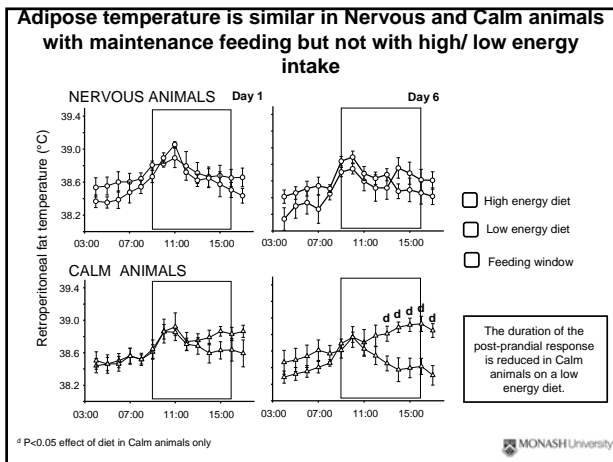 Adipose temperature is similar in Nervous and Calm animals
with maintenance feeding but not with high/ low energy
intake
NERVOUS ANIMALS
Day 1
Day 6
39.4
39.0
38.6
38.2
03:00 07:00 11:00 15:00
03:00 07:00 11:00 15:00
Retroperitoneal fat temperature (°C)
High energy diet
Low energy diet
Feeding window
CALM ANIMALS
39.4
39.0
38.6
38.2
d d d d d
03:00 07:00 11:00 15:00
03:00 07:00 11:00 15:00
The duration of the
post-prandial response
is reduced in Calm
animals on a low
energy diet.
d P<0.05 effect of diet in Calm animals only
MONASH University